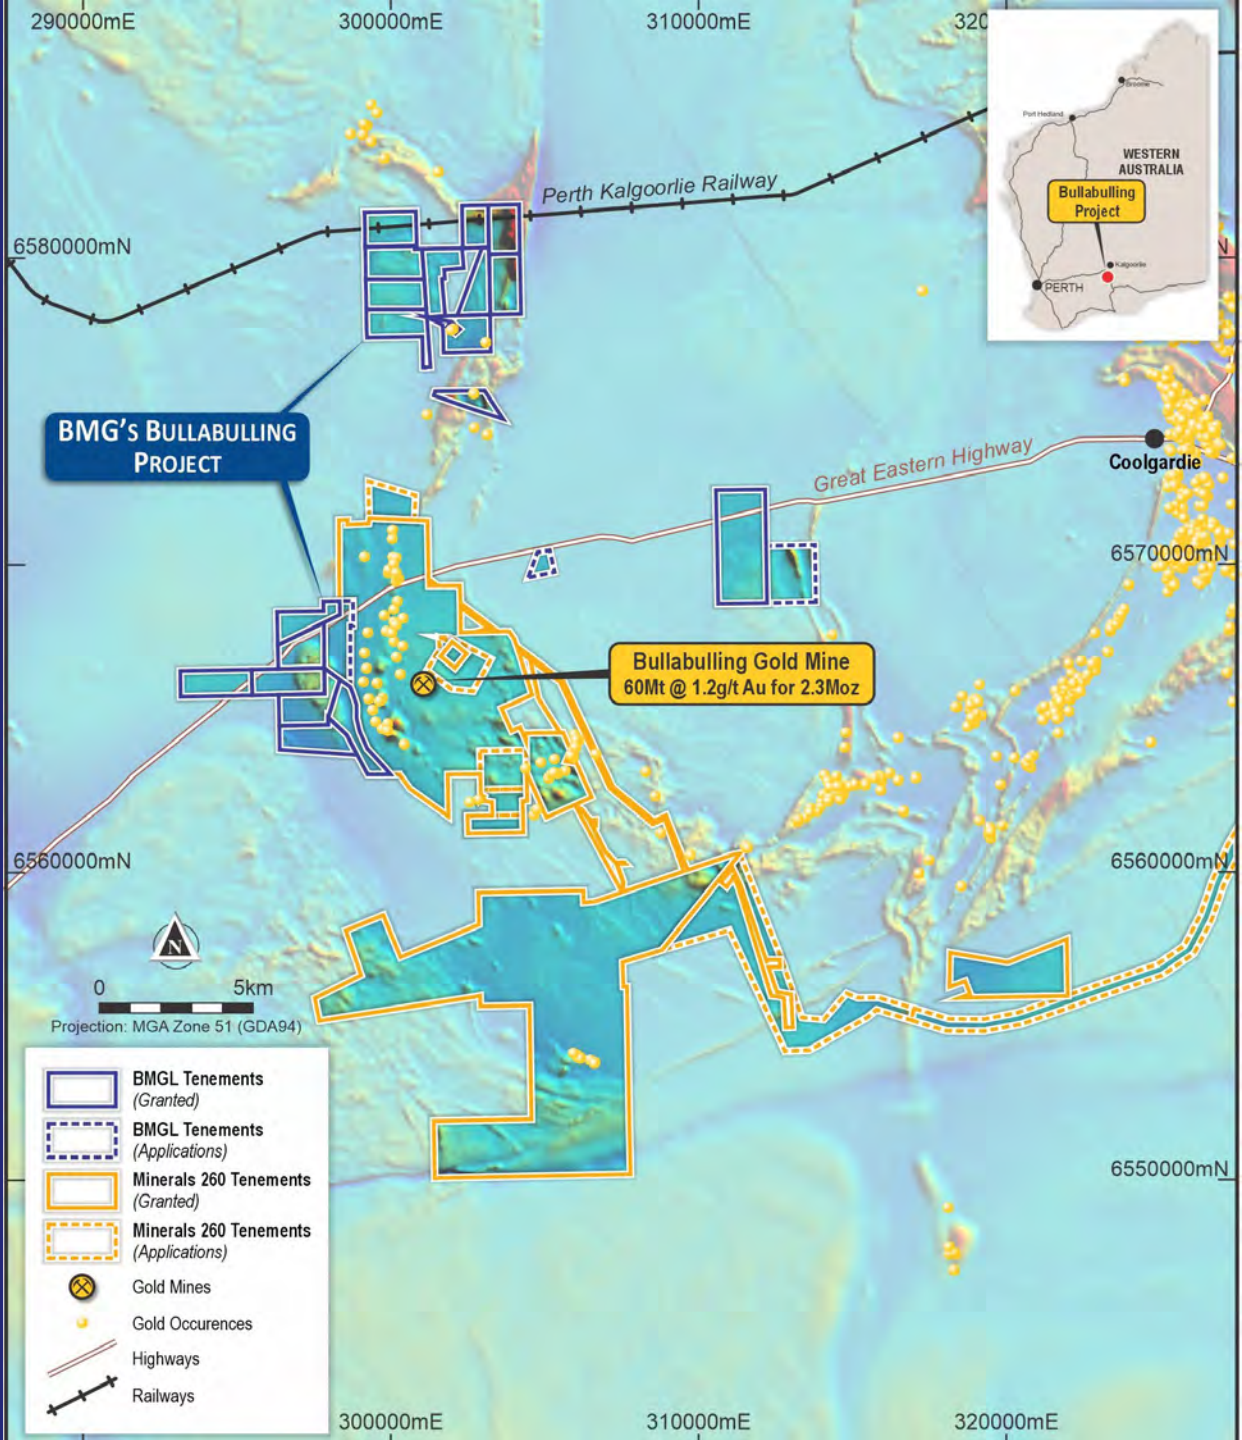 290000mE
300000mE
310000mE
320
Broome
Port Hedland
WESTERN
AUSTRALIA
Bullabulling
Project
Kalgoorlie
PERTH
Perth Kalgoorlie Railway
6580000mN
N
BMG'S BULLABULLING
PROJECT
Great Eastern Highway
Coolgardie
6570000mN
Bullabulling Gold Mine
60Mt @ 1.2g/t Au for 2.3Moz
6560000mN
6560000mN
N
0
5km
Projection: MGA Zone 51 (GDA94)
BMGL Tenements
(Granted)
BMGL Tenements
(Applications)
Minerals 260 Tenements
(Granted)
Minerals 260 Tenements
(Applications)
Gold Mines
Gold Occurences
Highways
Railways
6550000mN
300000mE
310000mE
320000mE